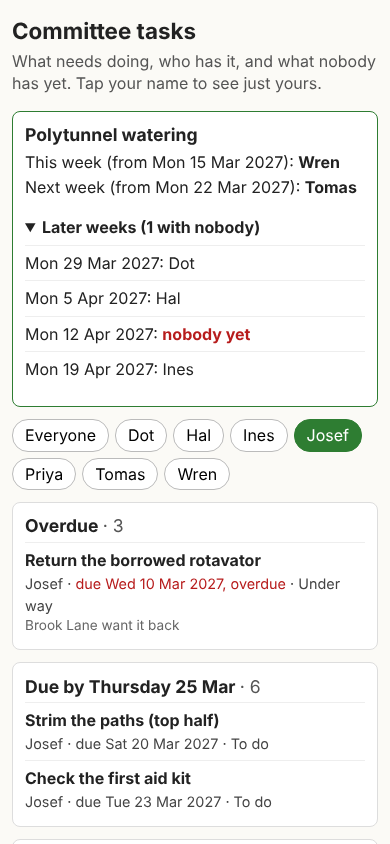 Committee tasks
What needs doing, who has it, and what nobody
has yet. Tap your name to see just yours.
Polytunnel watering
This week (from Mon 15 Mar 2027): Wren
Next week (from Mon 22 Mar 2027): Tomas
▼ Later weeks (1 with nobody)
Mon 29 Mar 2027: Dot
Mon 5 Apr 2027: Hal
Mon 12 Apr 2027: nobody yet
Mon 19 Apr 2027: Ines
Everyone Dot Hal Ines Josef
Priya Tomas Wren
Overdue · 3
Return the borrowed rotavator
Josef · due Wed 10 Mar 2027, overdue · Under
way
Brook Lane want it back
Due by Thursday 25 Mar · 6
Strim the paths (top half)
Josef · due Sat 20 Mar 2027 · To do
Check the first aid kit
Josef · due Tue 23 Mar 2027 · To do